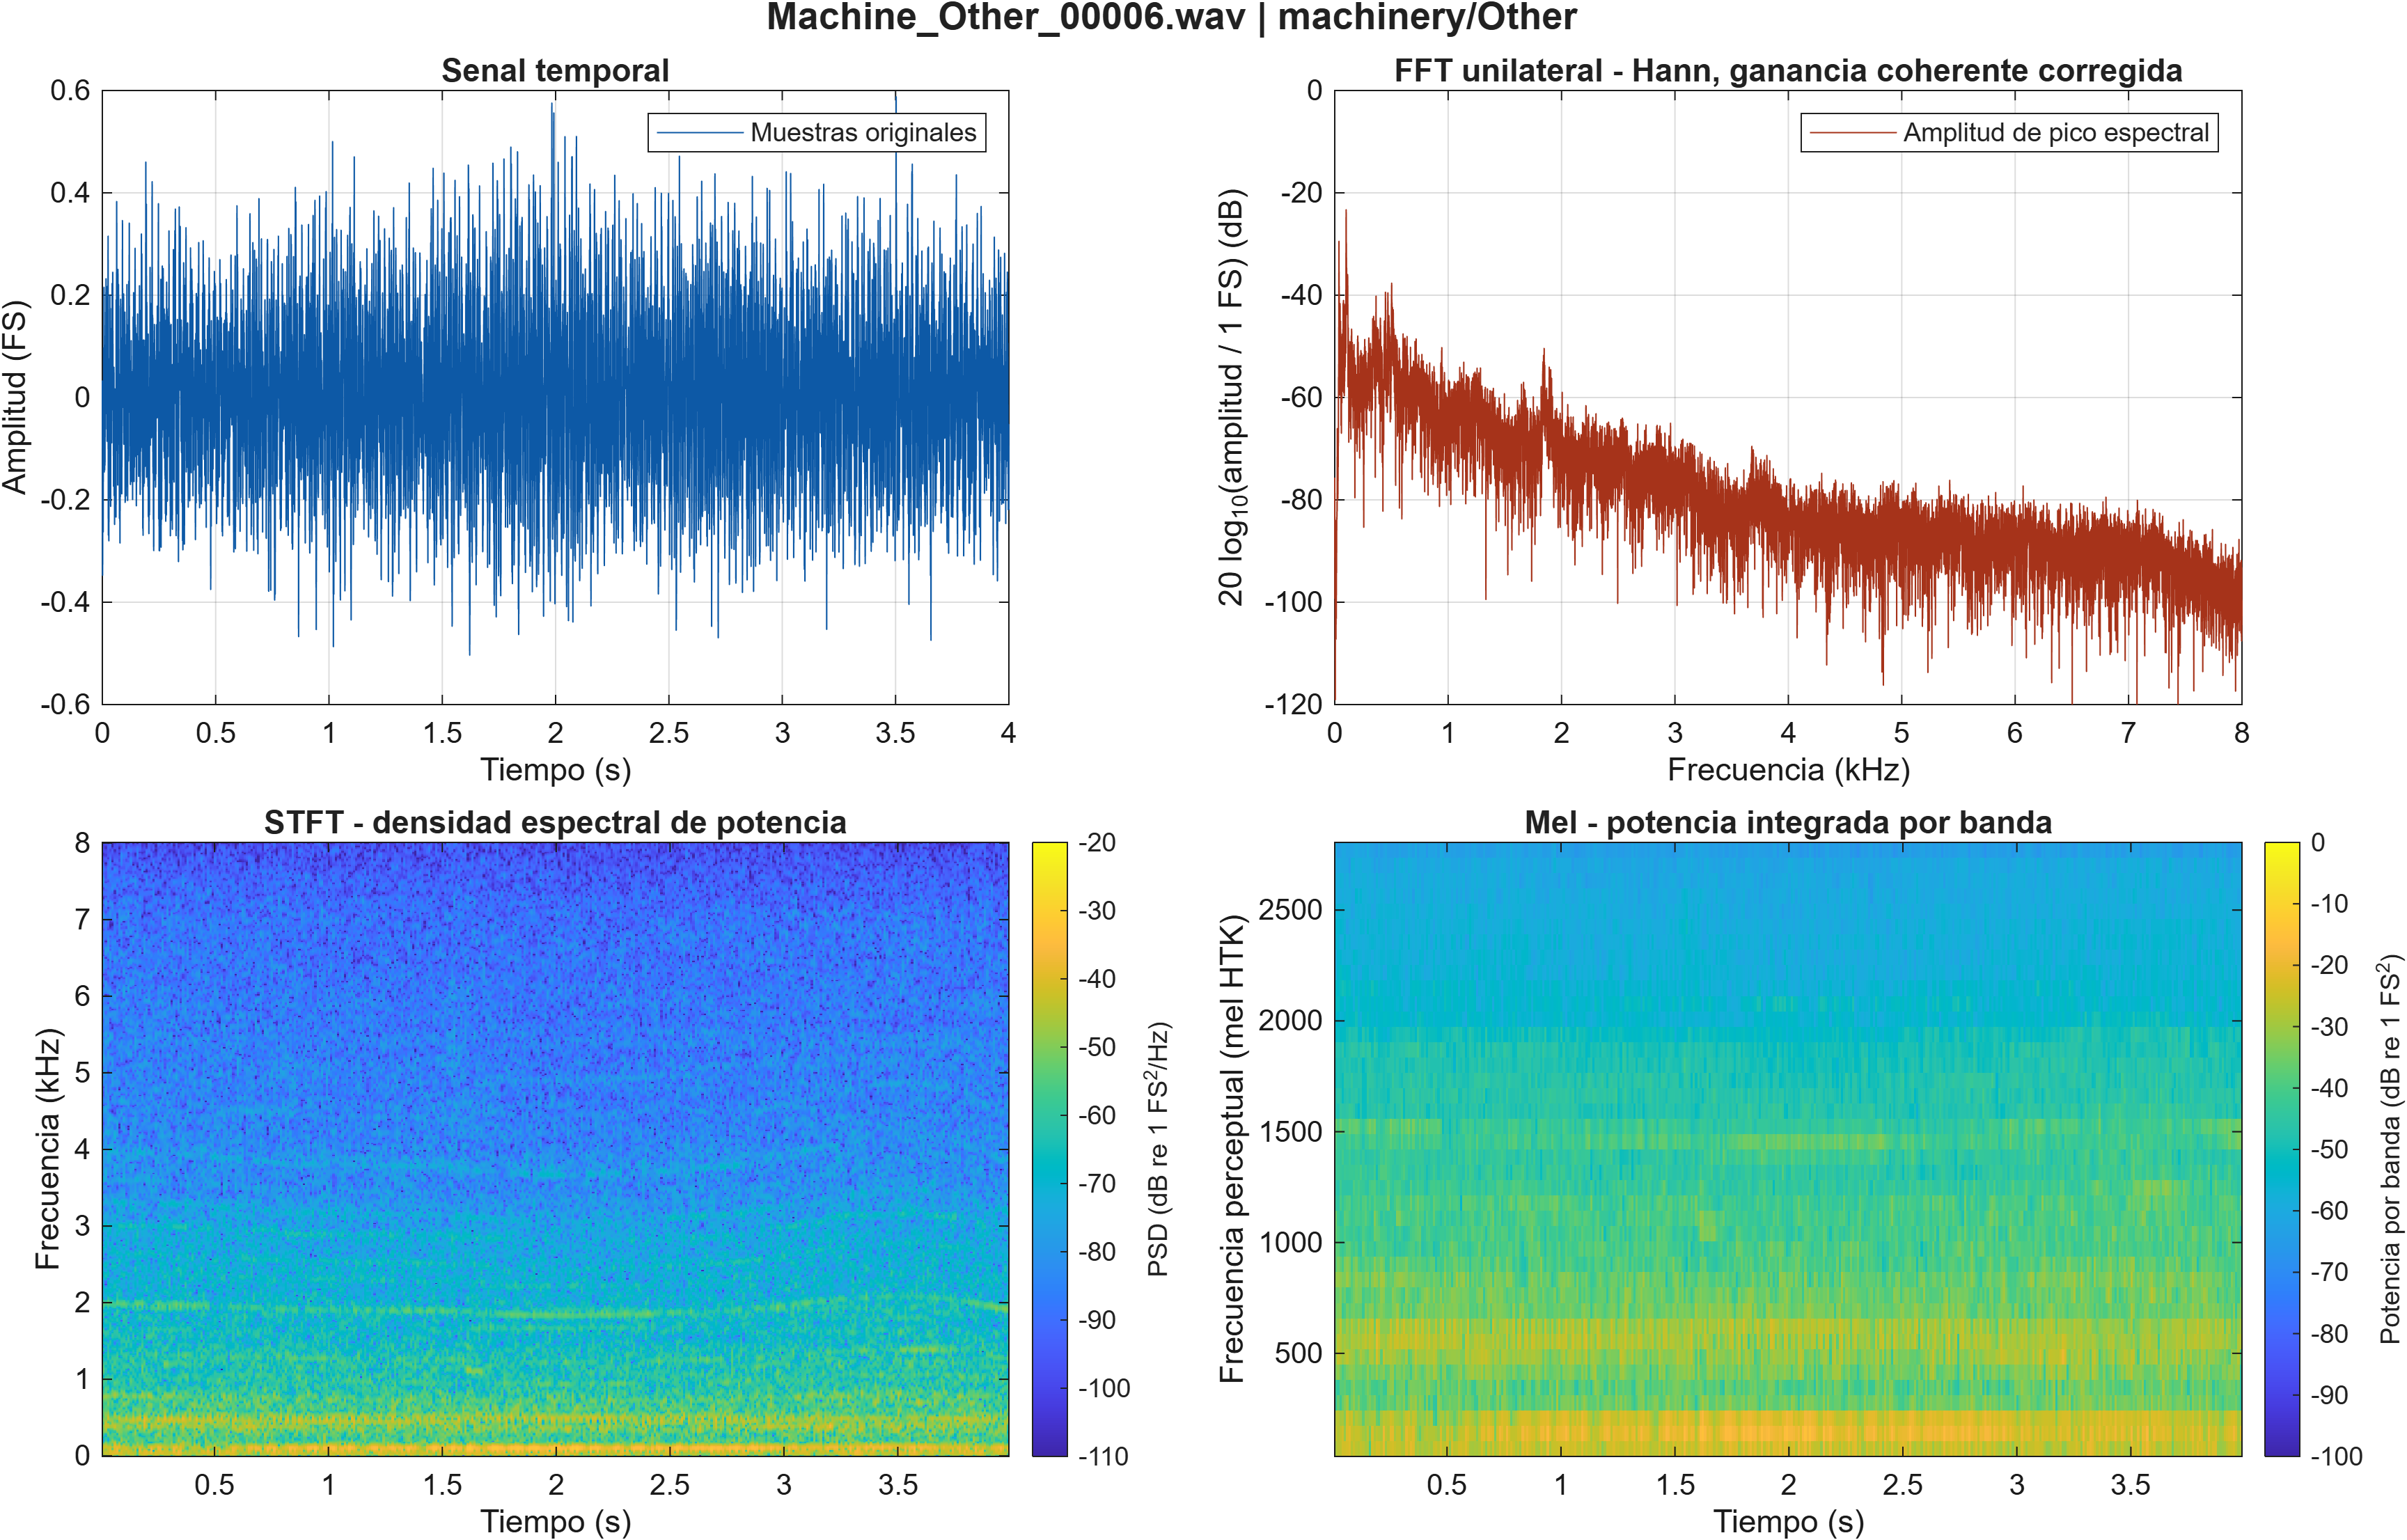 Machine_Other_00006.wav | machinery/Other
Senal temporal
Muestras originales
Amplitud (FS)
0.6
0.4
0.2
0
-0.2
-0.4
-0.6
0 0.5 1 1.5 2 2.5 3 3.5 4
Tiempo (s)
FFT unilateral - Hann, ganancia coherente corregida
Amplitud de pico espectral
20 log₁₀(amplitud / 1 FS) (dB)
0
-20
-40
-60
-80
-100
-120
0 1 2 3 4 5 6 7 8
Frecuencia (kHz)
STFT - densidad espectral de potencia
Frecuencia (kHz)
8
7
6
5
4
3
2
1
0
0.5 1 1.5 2 2.5 3 3.5
Tiempo (s)
-20
-30
-40
-50
-60
-70
-80
-90
-100
-110
PSD (dB re 1 FS²/Hz)
Mel - potencia integrada por banda
Frecuencia perceptual (mel HTK)
2500
2000
1500
1000
500
0.5 1 1.5 2 2.5 3 3.5
Tiempo (s)
0
-10
-20
-30
-40
-50
-60
-70
-80
-90
-100
Potencia por banda (dB re 1 FS²)